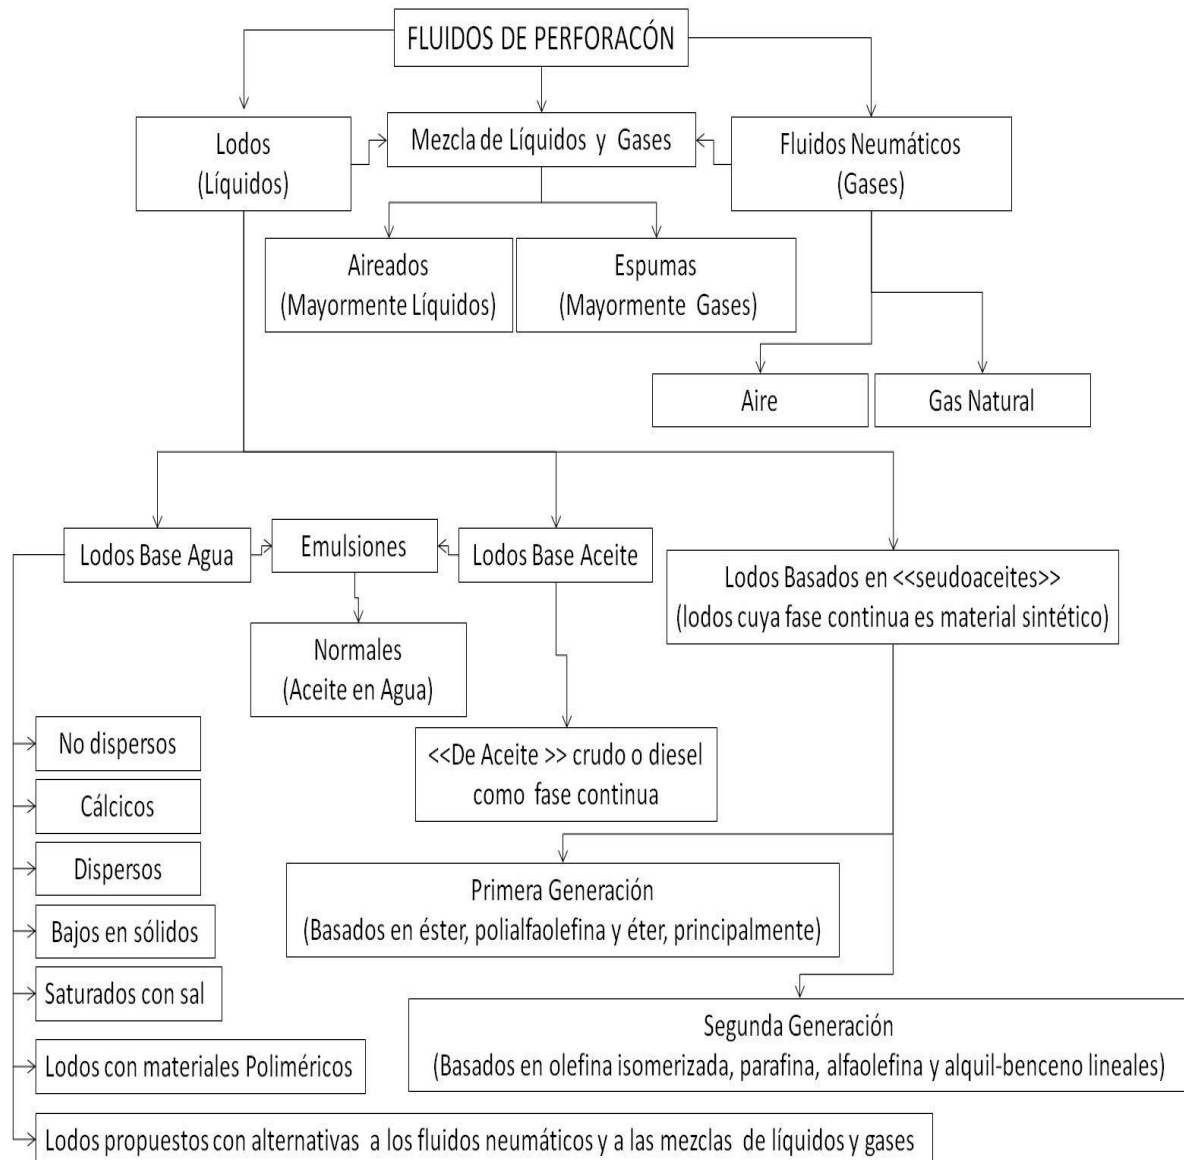 FLUIDOS DE PERFORACÓN
Lodos
(Líquidos)
Mezcla de Líquidos y Gases
Fluidos Neumáticos
(Gases)
Aireados
(Mayormente Líquidos)
Espumas
(Mayormente Gases)
Aire
Gas Natural
Lodos Base Agua
Emulsiones
Lodos Base Aceite
Lodos Basados en <<seudoaceites>>
(lodos cuya fase continua es material sintético)
Normales
(Aceite en Agua)
<<De Aceite >> crudo o diesel
como fase continua
No dispersos
Cálcicos
Dispersos
Bajos en sólidos
Saturados con sal
Lodos con materiales Poliméricos
Lodos propuestos con alternativas a los fluidos neumáticos y a las mezclas de líquidos y gases
Primera Generación
(Basados en éster, polialfaolefina y éter, principalmente)
Segunda Generación
(Basados en olefina isomerizada, parafina, alfaolefina y alquil-benceno lineales)